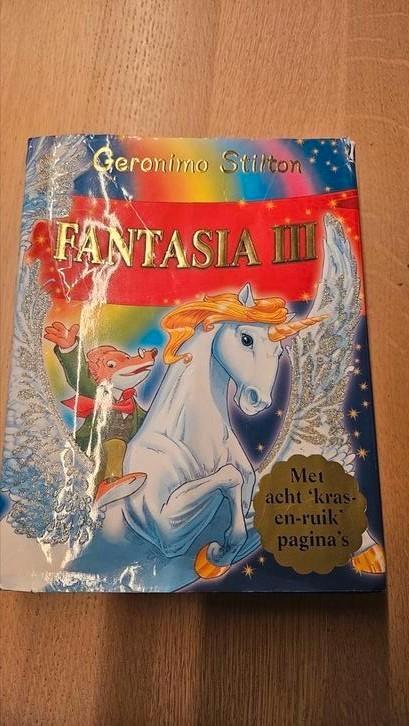 Geronimo Stilton
FANTASIA III
Met
acht 'kras-
en-ruik'
pagina's